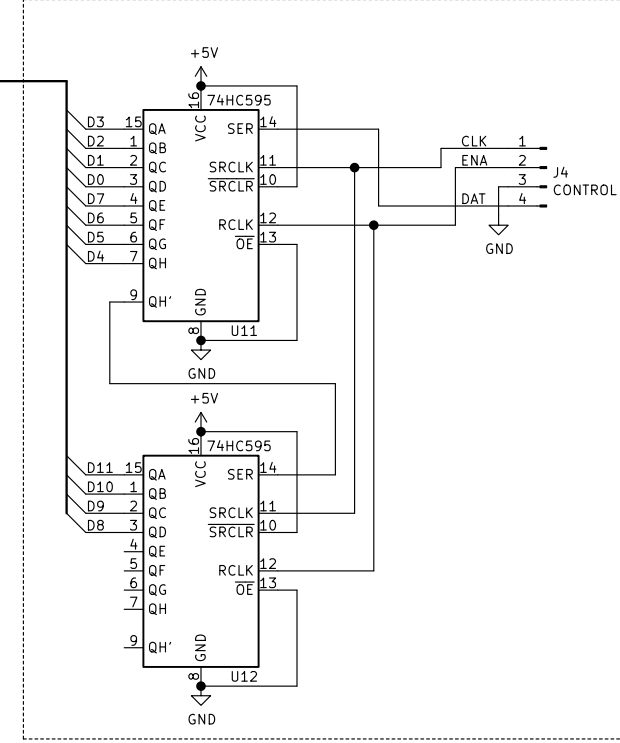 +5V
16
74HC595
VCC
D3 15 QA
D2 1 QB
D1 2 QC
D0 3 QD
D7 4 QE
D6 5 QF
D5 6 QG
D4 7 QH
9 QH'
SER 14
SRCLK 11
SRCLR 10
RCLK 12
OE 13
GND
8
U11
GND
CLK 1
ENA 2
3
DAT 4
J4
CONTROL
GND
+5V
16
74HC595
VCC
D11 15 QA
D10 1 QB
D9 2 QC
D8 3 QD
4 QE
5 QF
6 QG
7 QH
9 QH'
SER 14
SRCLK 11
SRCLR 10
RCLK 12
OE 13
GND
8
U12
GND